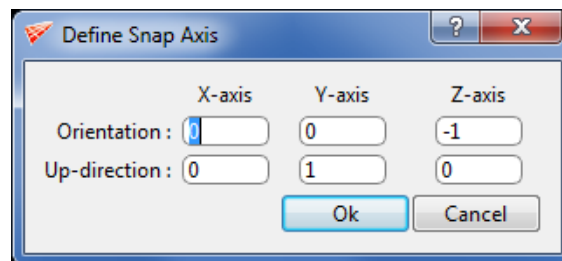 Define Snap Axis ?
X-axis Y-axis Z-axis
Orientation : 0 0 -1
Up-direction : 0 1 0
Ok Cancel